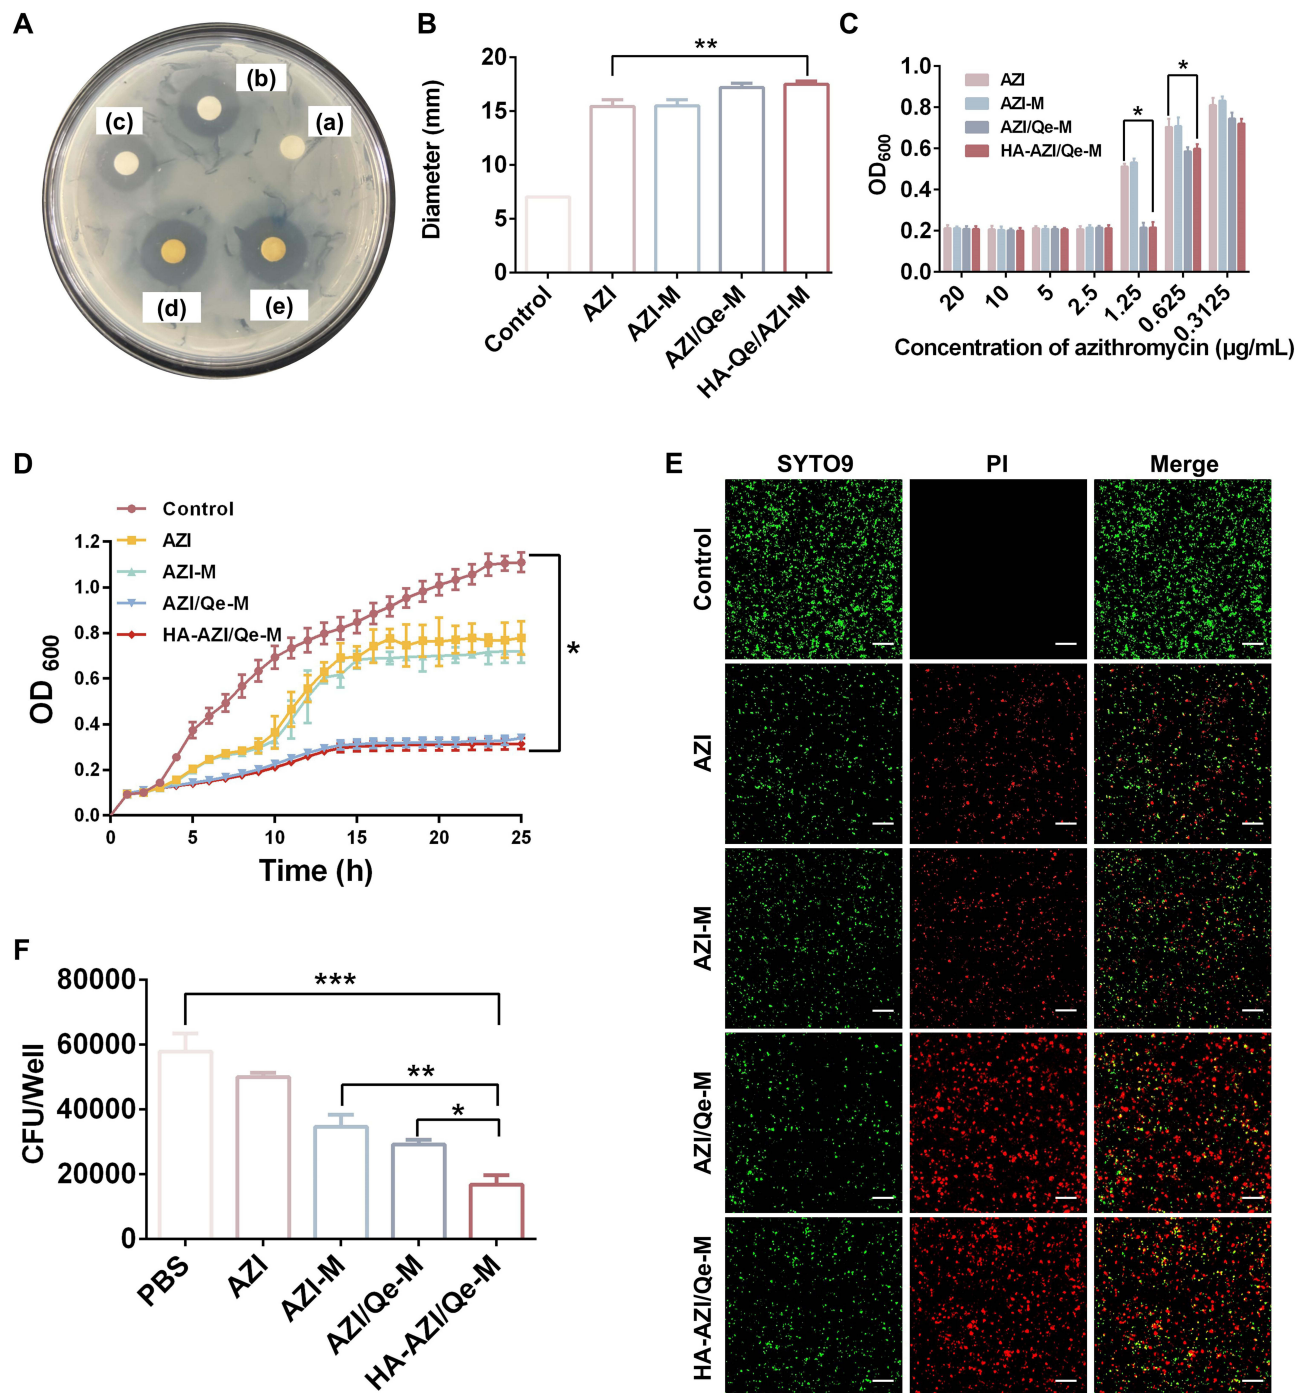 A
(b)
(a)
(c)
(d)
(e)
B
**
20
15
10
5
0
Diameter (mm)
Control
AZI
AZI-M
AZI/Qe-M
HA-Qe/AZI-M
C
1.0
0.8
0.6
0.4
0.2
0.0
OD600
AZI
AZI-M
AZI/Qe-M
HA-AZI/Qe-M
*
*
20
10
5
2.5
1.25
0.625
0.3125
Concentration of azithromycin (µg/mL)
D
Control
AZI
AZI-M
AZI/Qe-M
HA-AZI/Qe-M
1.2
1.0
0.8
0.6
0.4
0.2
0.0
OD 600
*
0
5
10
15
20
25
Time (h)
E
SYTO9
PI
Merge
Control
AZI
AZI-M
AZI/Qe-M
HA-AZI/Qe-M
F
80000
60000
40000
20000
0
CFU/Well
***
**
*
PBS
AZI
AZI-M
AZI/Qe-M
HA-AZI/Qe-M